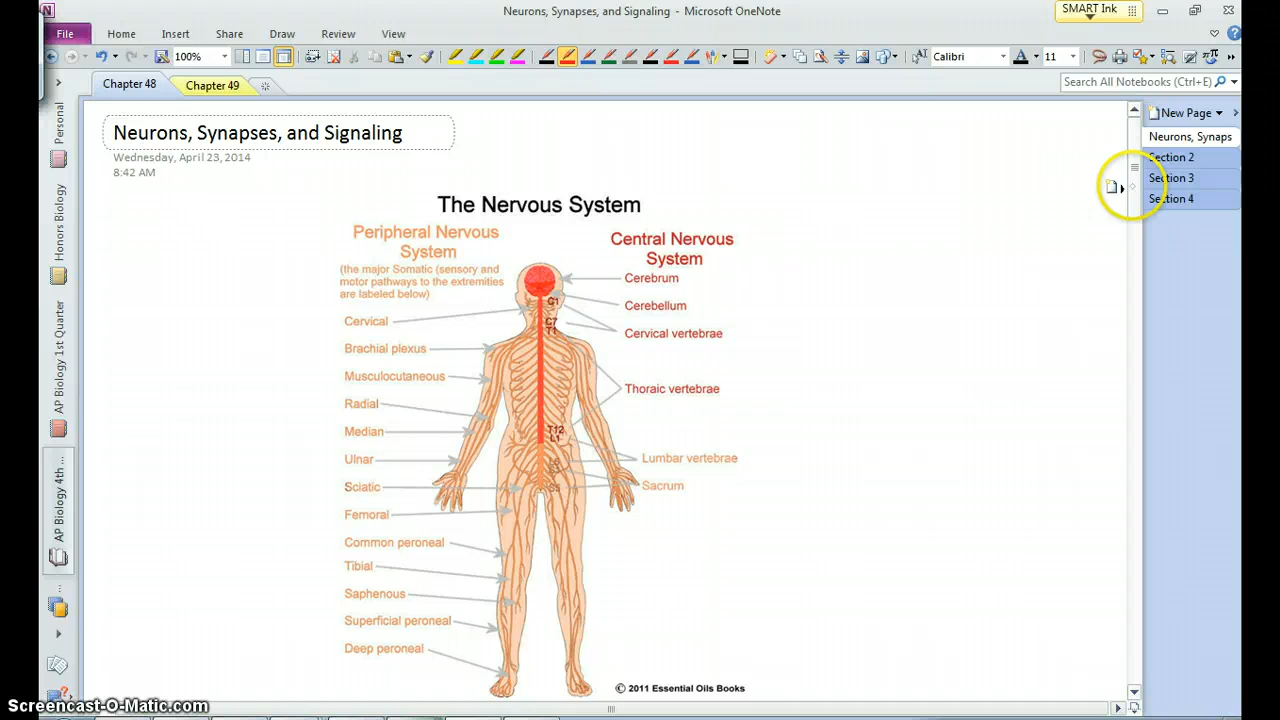 Neurons, Synapses, and Signaling - Microsoft OneNote
SMART Ink
File Home Insert Share Draw Review View
100%
Calibri
11
Chapter 48
Chapter 49
Search All Notebooks (Ctrl+E)
New Page
Neurons, Synaps
Section 2
Section 3
Section 4
Personal
Honors Biology
AP Biology 1st Quarter
AP Biology 4th ...
Neurons, Synapses, and Signaling
Wednesday, April 23, 2014
8:42 AM
The Nervous System
Peripheral Nervous
System
(the major Somatic (sensory and
motor pathways to the extremities
are labeled below)
Cervical
Brachial plexus
Musculocutaneous
Radial
Median
Ulnar
Sciatic
Femoral
Common peroneal
Tibial
Saphenous
Superficial peroneal
Deep peroneal
Central Nervous
System
Cerebrum
Cerebellum
Cervical vertebrae
Thoracic vertebrae
Lumbar vertebrae
Sacrum
C1
C7
T1
T12
L1
S5
© 2011 Essential Oils Books
Screencast-O-Matic.com